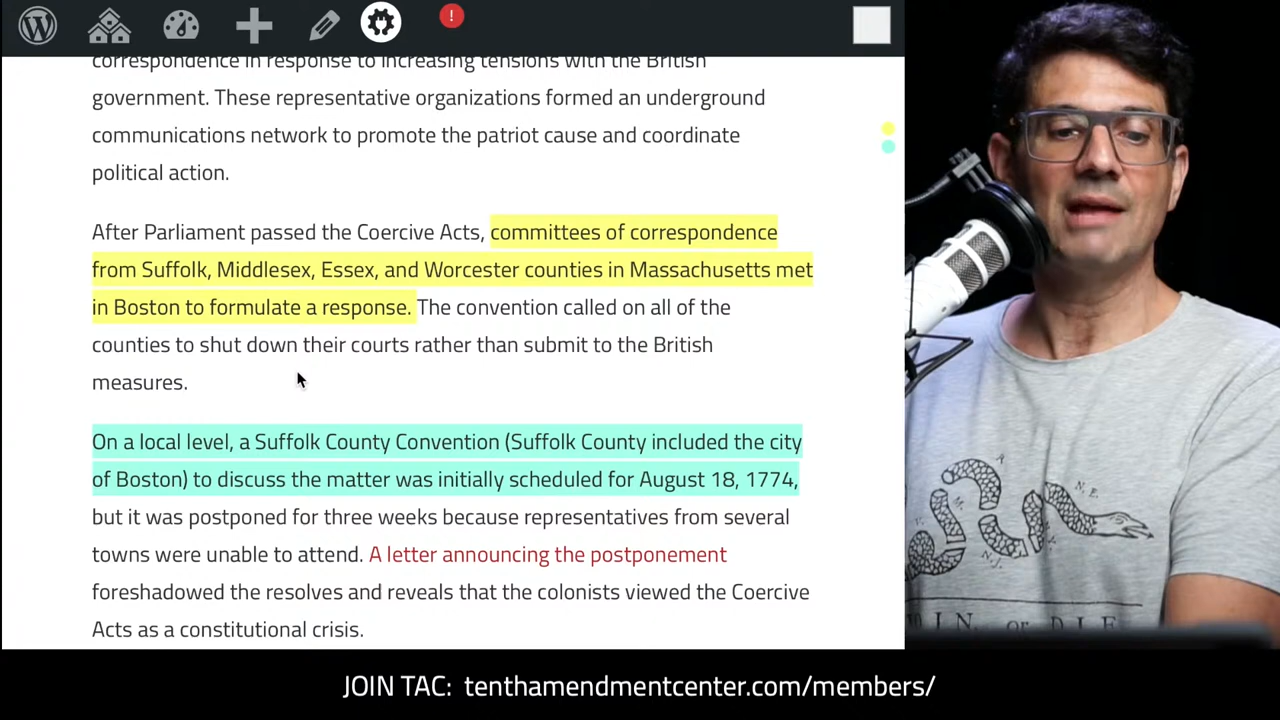 correspondence in response to increasing tensions with the British
government. These representative organizations formed an underground
communications network to promote the patriot cause and coordinate
political action.
After Parliament passed the Coercive Acts, committees of correspondence
from Suffolk, Middlesex, Essex, and Worcester counties in Massachusetts met
in Boston to formulate a response. The convention called on all of the
counties to shut down their courts rather than submit to the British
measures.
On a local level, a Suffolk County Convention (Suffolk County included the city
of Boston) to discuss the matter was initially scheduled for August 18, 1774,
but it was postponed for three weeks because representatives from several
towns were unable to attend. A letter announcing the postponement
foreshadowed the resolves and reveals that the colonists viewed the Coercive
Acts as a constitutional crisis.
N. E.
N. Y.
N. J.
M.
V.
A
JOIN, or DIE
JOIN TAC: tenthamendmentcenter.com/members/